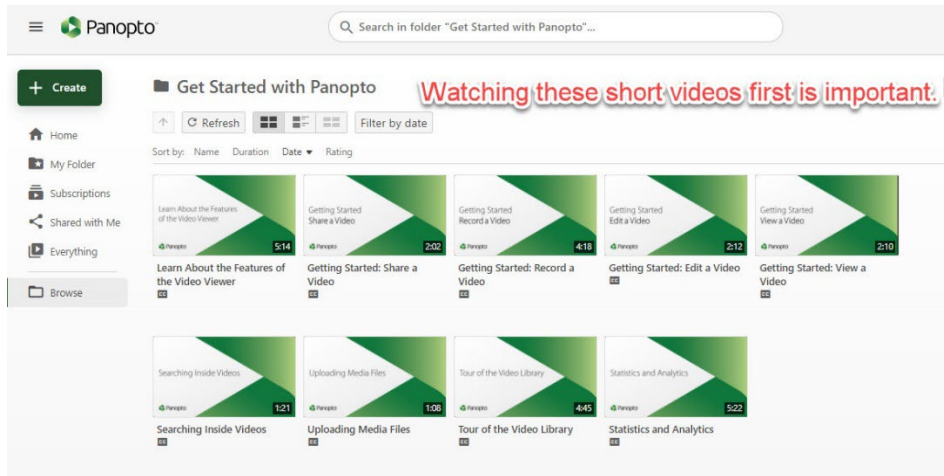 Panopto
Search in folder "Get Started with Panopto"...
Create
Get Started with Panopto
Watching these short videos first is important.
Refresh
Filter by date
Sort by: Name Duration Date Rating
Home
My Folder
Subscriptions
Shared with Me
Everything
Browse
Learn About the Features
of the Video Viewer
Panopto
5:14
Learn About the Features of
the Video Viewer
CC
Getting Started
Share a Video
Panopto
2:02
Getting Started: Share a
Video
CC
Getting Started
Record a Video
Panopto
4:18
Getting Started: Record a
Video
CC
Getting Started
Edit a Video
Panopto
2:12
Getting Started: Edit a Video
CC
Getting Started
View a Video
Panopto
2:10
Getting Started: View a
Video
CC
Searching Inside Videos
Panopto
1:21
Searching Inside Videos
CC
Uploading Media Files
Panopto
1:08
Uploading Media Files
CC
Tour of the Video Library
Panopto
4:45
Tour of the Video Library
CC
Statistics and Analytics
Panopto
5:22
Statistics and Analytics
CC